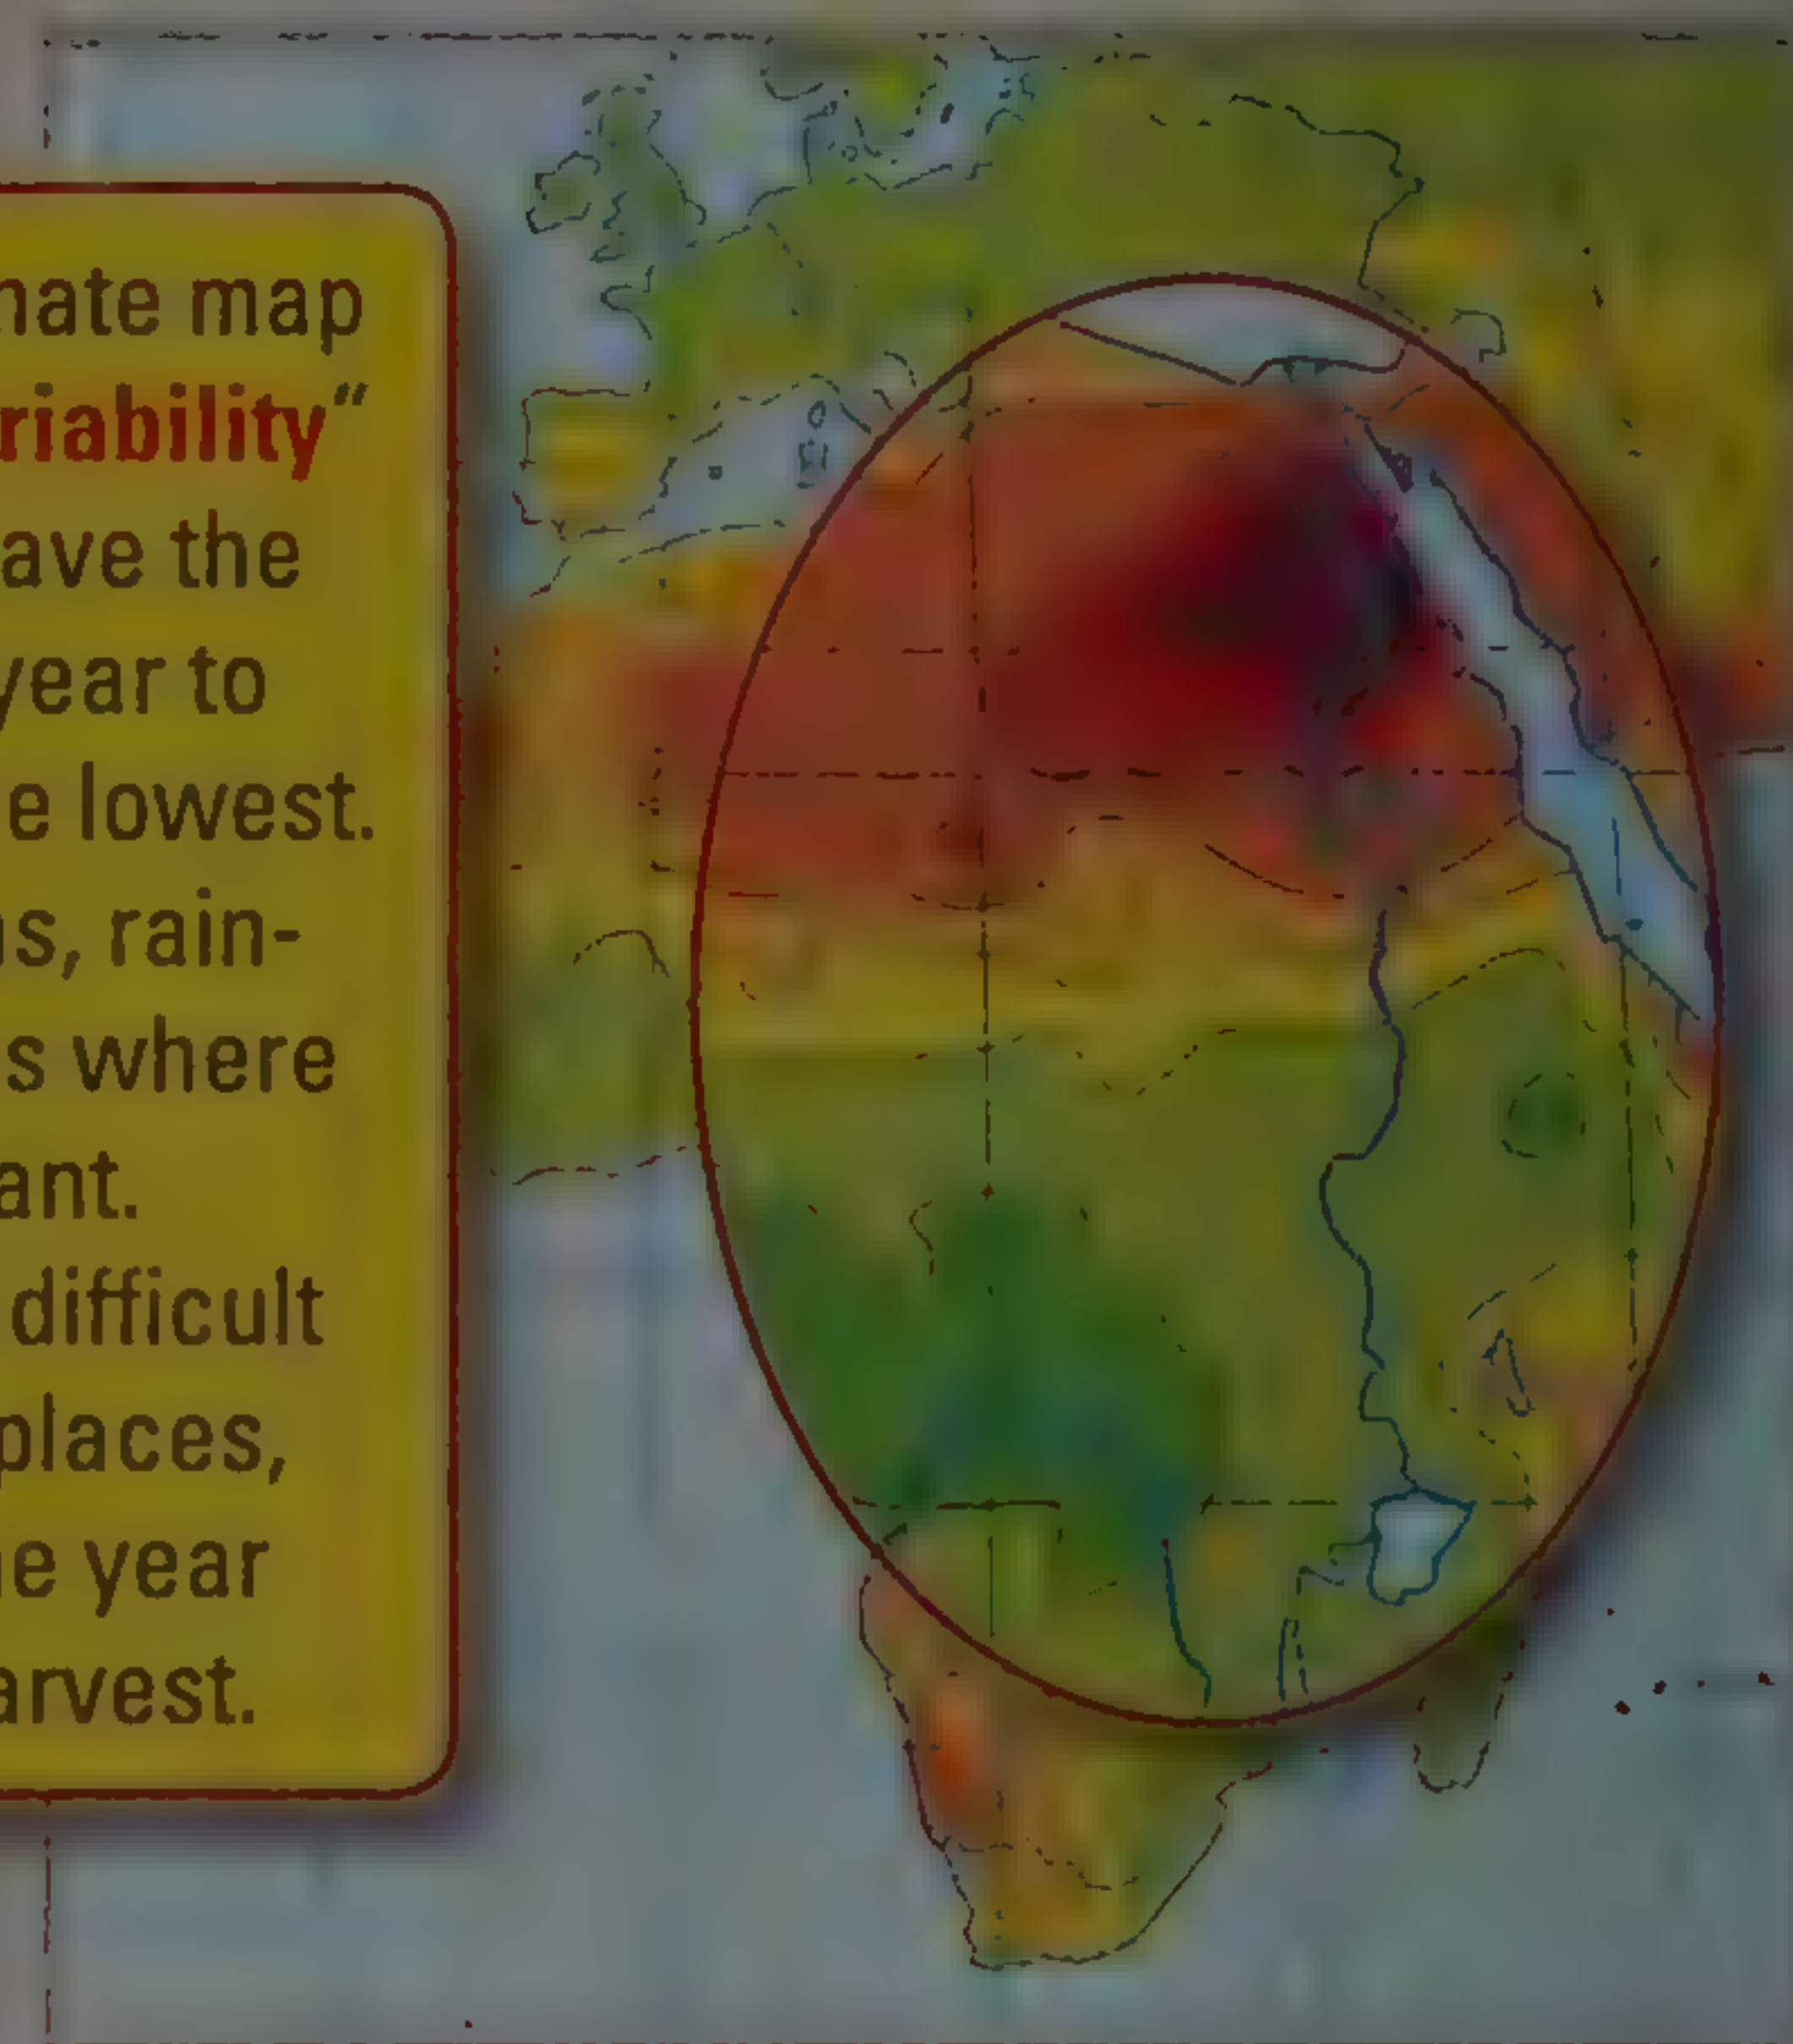 nate map
riability“
ave the
year to
e lowest.
s, rain-
s where
ant.
difficult
places,
e year
arvest.